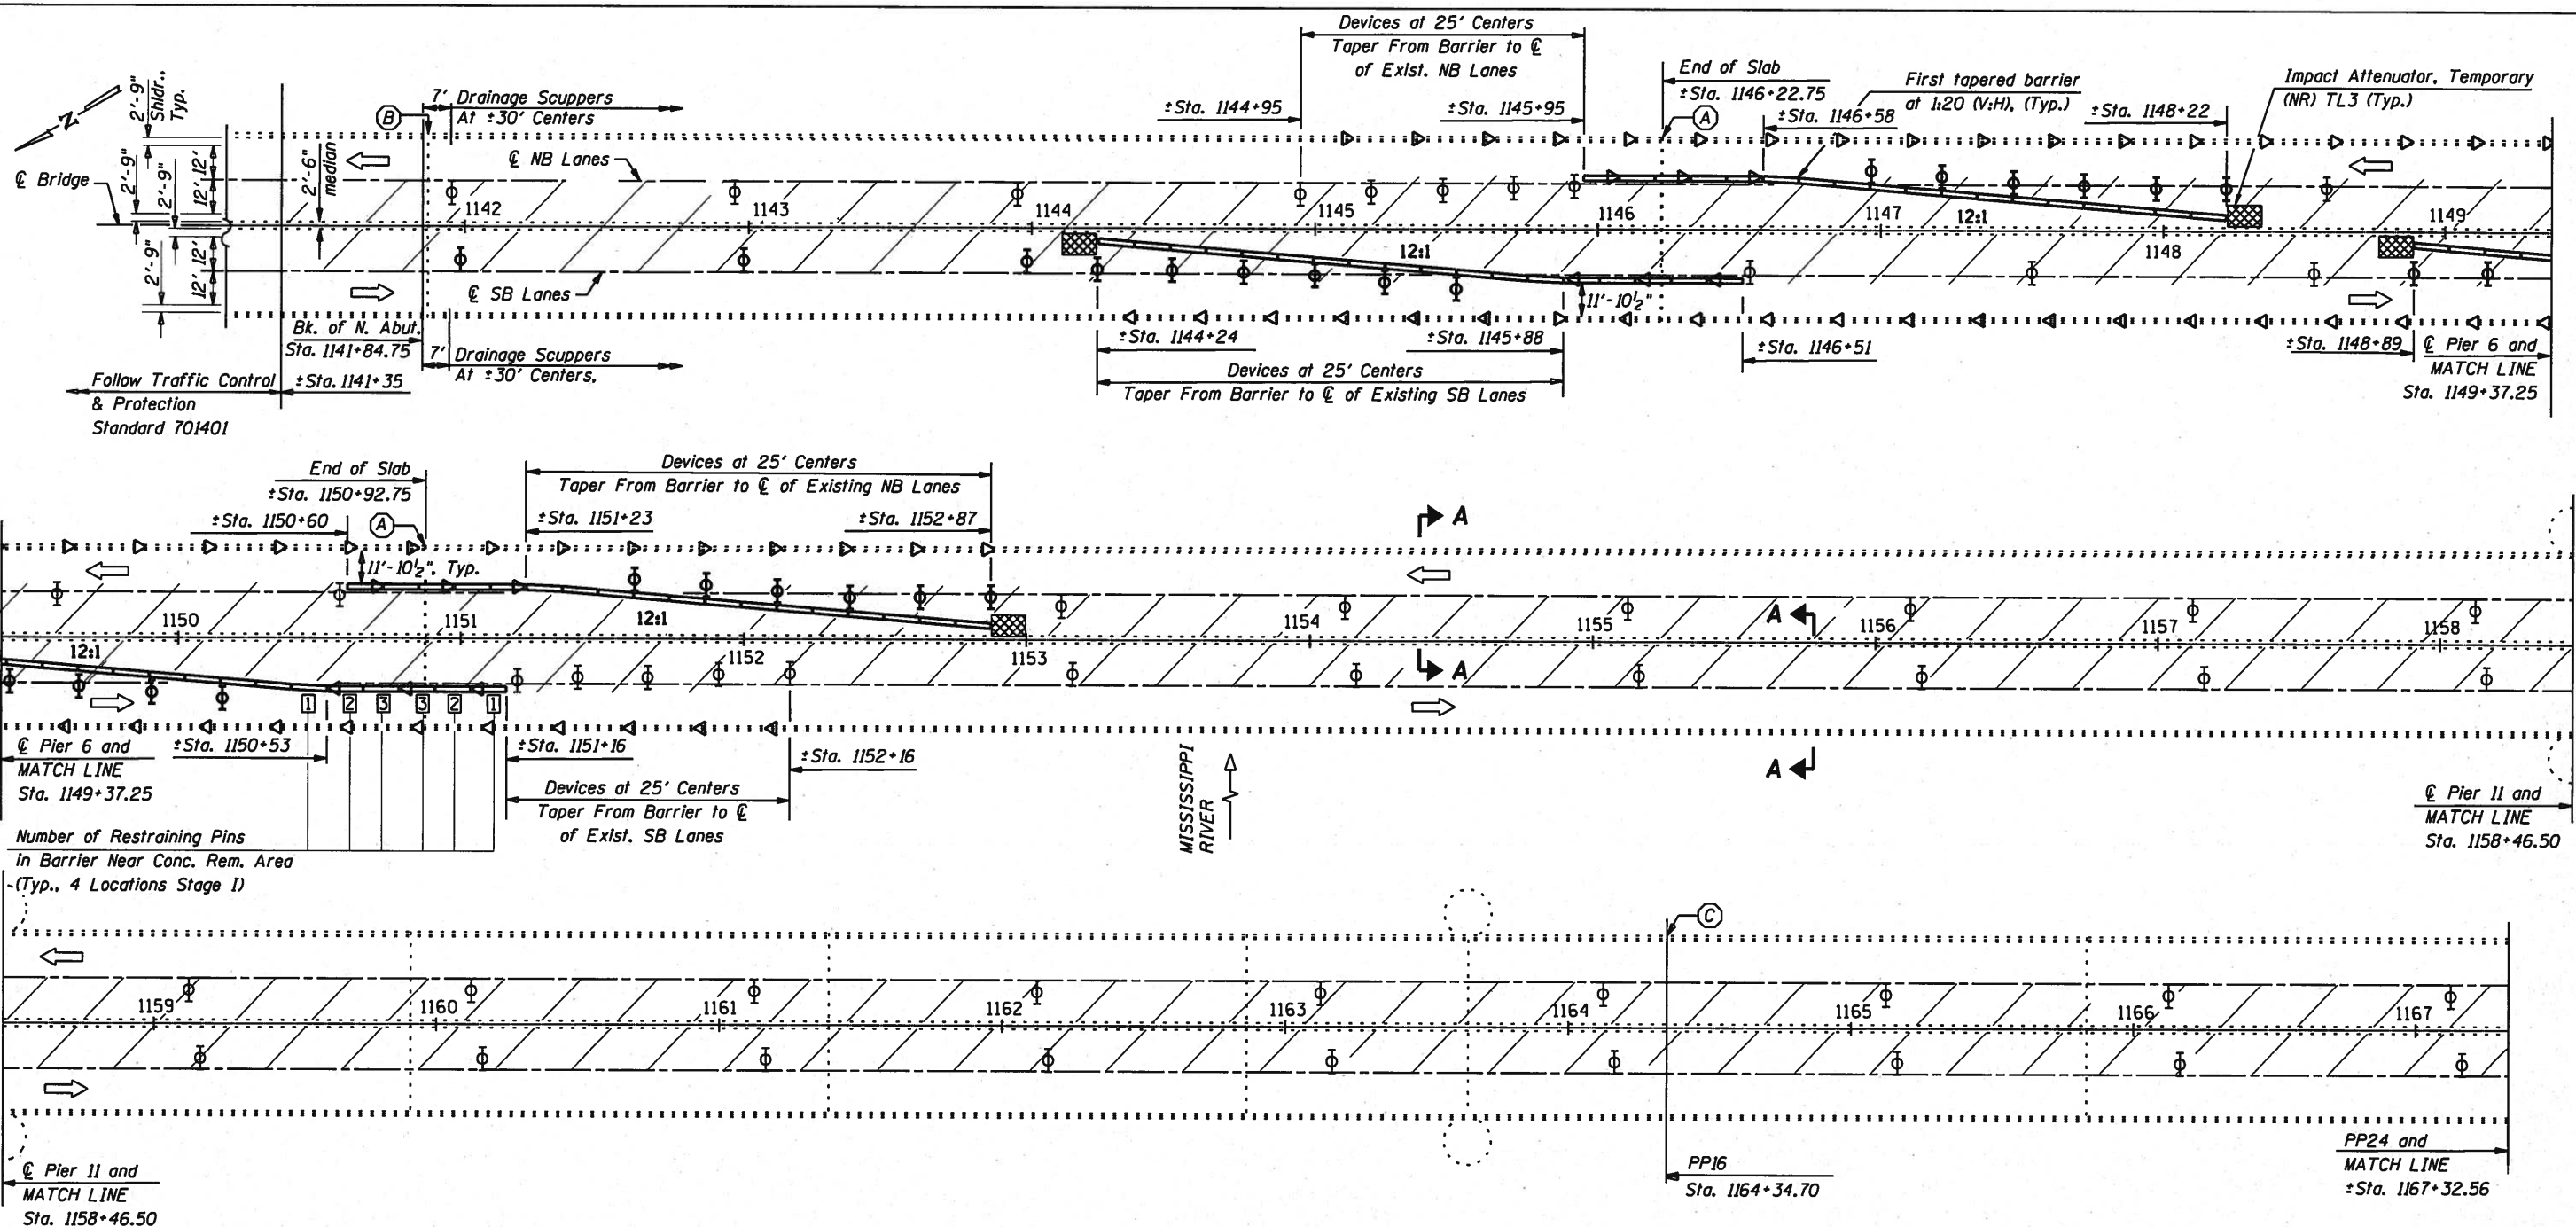 Devices at 25' Centers
Taper From Barrier to ℄
of Exist. NB Lanes
End of Slab
±Sta. 1146+22.75
First tapered barrier
at 1:20 (V:H), (Typ.)
Impact Attenuator, Temporary
(NR) TL3 (Typ.)
±Sta. 1144+95
±Sta. 1145+95
±Sta. 1146+58
±Sta. 1148+22
N
2'-9"
Shldr.,
Typ.
7' Drainage Scuppers
At ±30' Centers
B
A
℄ NB Lanes
2'-6"
median
℄ Bridge
2'-9"
2'-9"
12'
12'
12'
12'
2'-9"
1142
1143
1144
1145
1146
1147
1148
1149
12:1
12:1
℄ SB Lanes
11'-10½"
Bk. of N. Abut.
Sta. 1141+84.75
7' Drainage Scuppers
At ±30' Centers.
±Sta. 1144+24
±Sta. 1145+88
±Sta. 1146+51
±Sta. 1148+89
℄ Pier 6 and
MATCH LINE
Sta. 1149+37.25
Follow Traffic Control
& Protection
Standard 701401
±Sta. 1141+35
Devices at 25' Centers
Taper From Barrier to ℄ of Existing SB Lanes
End of Slab
±Sta. 1150+92.75
Devices at 25' Centers
Taper From Barrier to ℄ of Existing NB Lanes
±Sta. 1150+60
A
±Sta. 1151+23
±Sta. 1152+87
A
11'-10½". Typ.
1150
1151
12:1
1152
1153
1154
1155
1156
1157
1158
12:1
A
A
1
2
3
3
2
1
℄ Pier 6 and
MATCH LINE
Sta. 1149+37.25
±Sta. 1150+53
±Sta. 1151+16
±Sta. 1152+16
A
Devices at 25' Centers
Taper From Barrier to ℄
of Exist. SB Lanes
MISSISSIPPI
RIVER
℄ Pier 11 and
MATCH LINE
Sta. 1158+46.50
Number of Restraining Pins
in Barrier Near Conc. Rem. Area
(Typ., 4 Locations Stage I)
C
1159
1160
1161
1162
1163
1164
1165
1166
1167
℄ Pier 11 and
MATCH LINE
Sta. 1158+46.50
PP16
Sta. 1164+34.70
PP24 and
MATCH LINE
±Sta. 1167+32.56